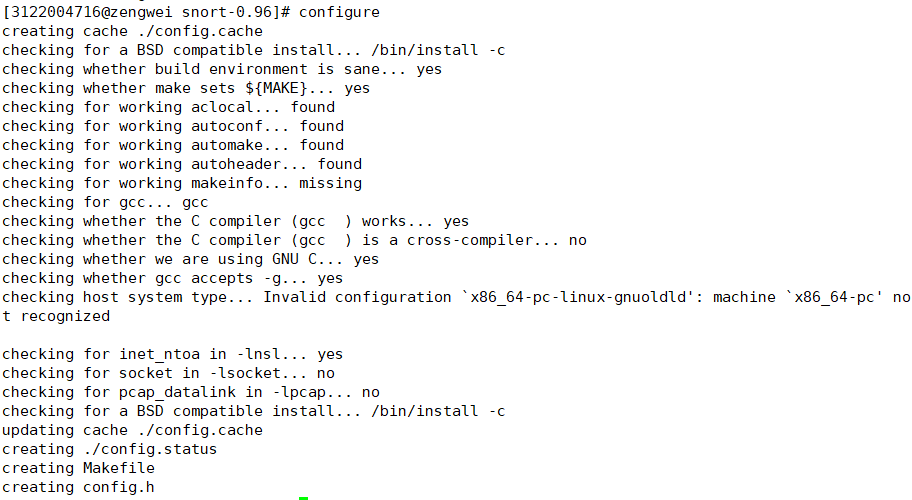 [3122004716@zengwei snort-0.96]# configure
creating cache ./config.cache
checking for a BSD compatible install... /bin/install -c
checking whether build environment is sane... yes
checking whether make sets ${MAKE}... yes
checking for working aclocal... found
checking for working autoconf... found
checking for working automake... found
checking for working autoheader... found
checking for working makeinfo... missing
checking for gcc... gcc
checking whether the C compiler (gcc  ) works... yes
checking whether the C compiler (gcc  ) is a cross-compiler... no
checking whether we are using GNU C... yes
checking whether gcc accepts -g... yes
checking host system type... Invalid configuration `x86_64-pc-linux-gnuoldld': machine `x86_64-pc' no
t recognized
checking for inet_ntoa in -lnsl... yes
checking for socket in -lsocket... no
checking for pcap_datalink in -lpcap... no
checking for a BSD compatible install... /bin/install -c
updating cache ./config.cache
creating ./config.status
creating Makefile
creating config.h